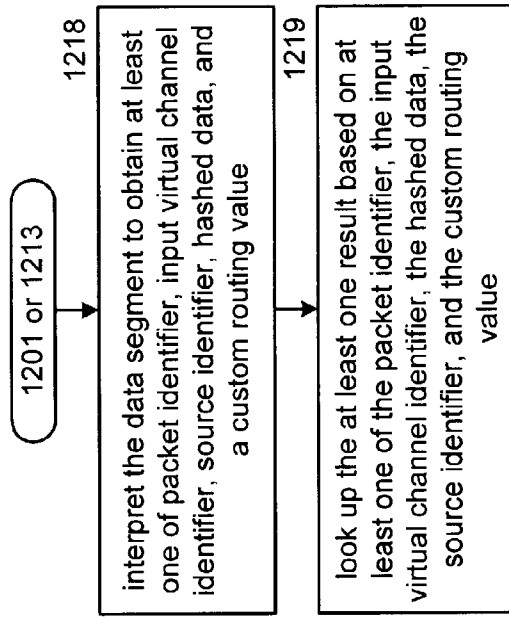 1201 or 1213
1218
interpret the data segment to obtain at least
one of packet identifier, input virtual channel
identifier, source identifier, hashed data, and
a custom routing value
1219
look up the at least one result based on at
least one of the packet identifier, the input
virtual channel identifier, the hashed data, the
source identifier, and the custom routing
value